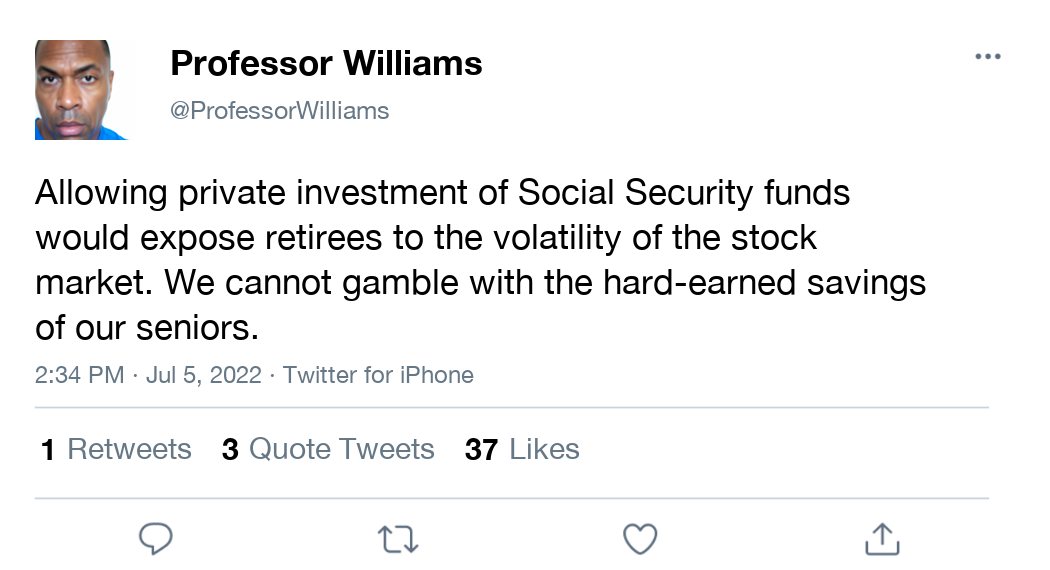 Professor Williams
@ProfessorWilliams
Allowing private investment of Social Security funds
would expose retirees to the volatility of the stock
market. We cannot gamble with the hard-earned savings
of our seniors.
2:34 PM · Jul 5, 2022 · Twitter for iPhone
1 Retweets 3 Quote Tweets 37 Likes